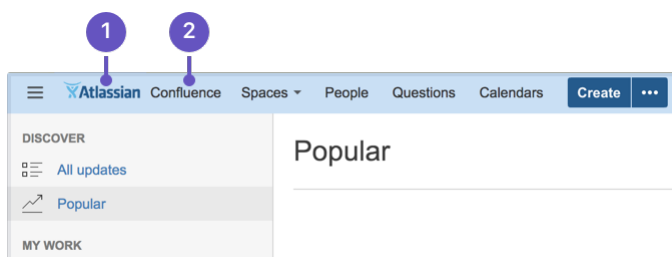 1 2
Atlassian Confluence Spaces People Questions Calendars Create •••
DISCOVER
Popular
All updates
Popular
MY WORK